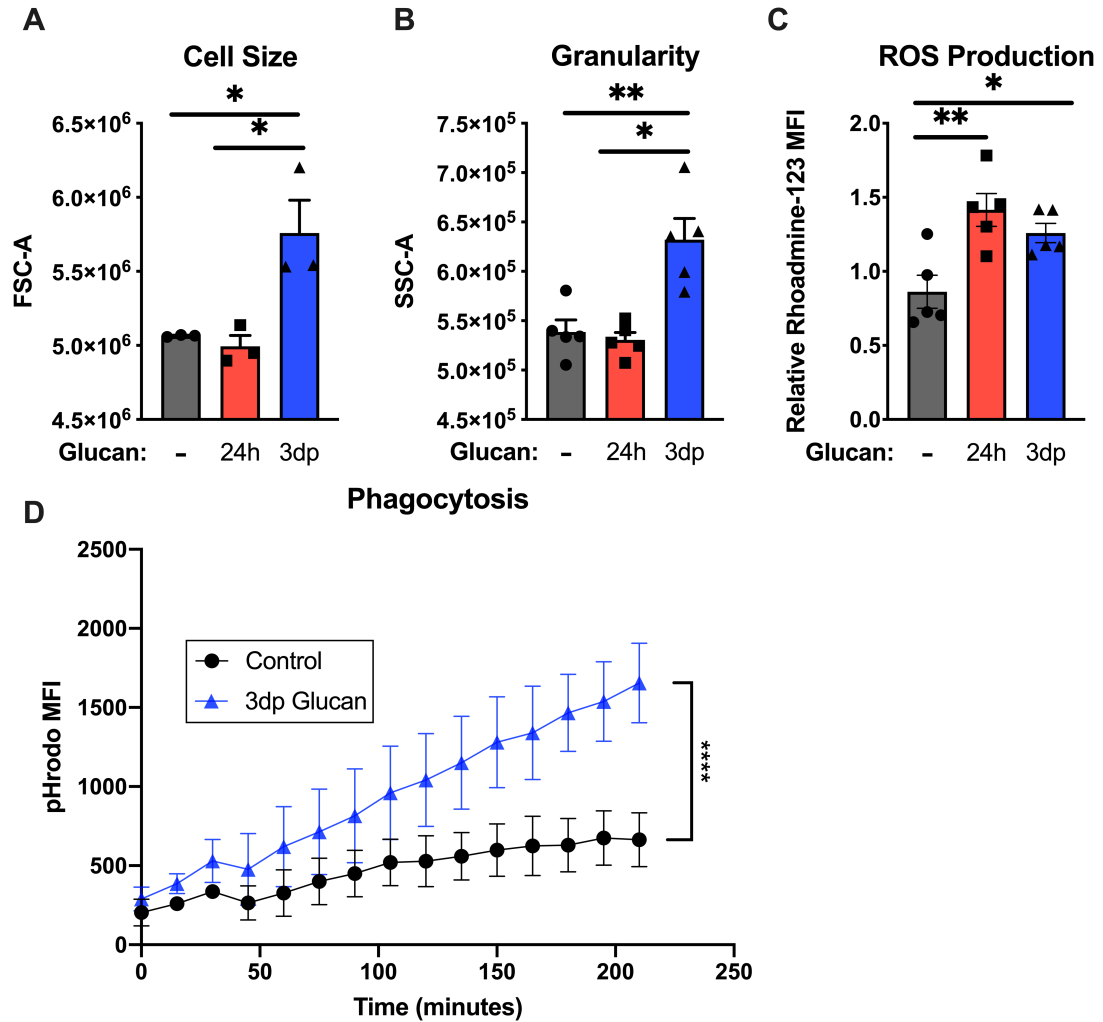 A
Cell Size
*
*
FSC-A
6.5×10⁶
6.0×10⁶
5.5×10⁶
5.0×10⁶
4.5×10⁶
Glucan: - 24h 3dp
B
Granularity
**
*
SSC-A
7.5×10⁵
7.0×10⁵
6.5×10⁵
6.0×10⁵
5.5×10⁵
5.0×10⁵
4.5×10⁵
Glucan: - 24h 3dp
C
ROS Production
*
**
Relative Rhoadmine-123 MFI
2.0
1.5
1.0
0.5
0.0
Glucan: - 24h 3dp
D
Phagocytosis
pHrodo MFI
2500
2000
1500
1000
500
0
Control
3dp Glucan
****
0 50 100 150 200 250
Time (minutes)